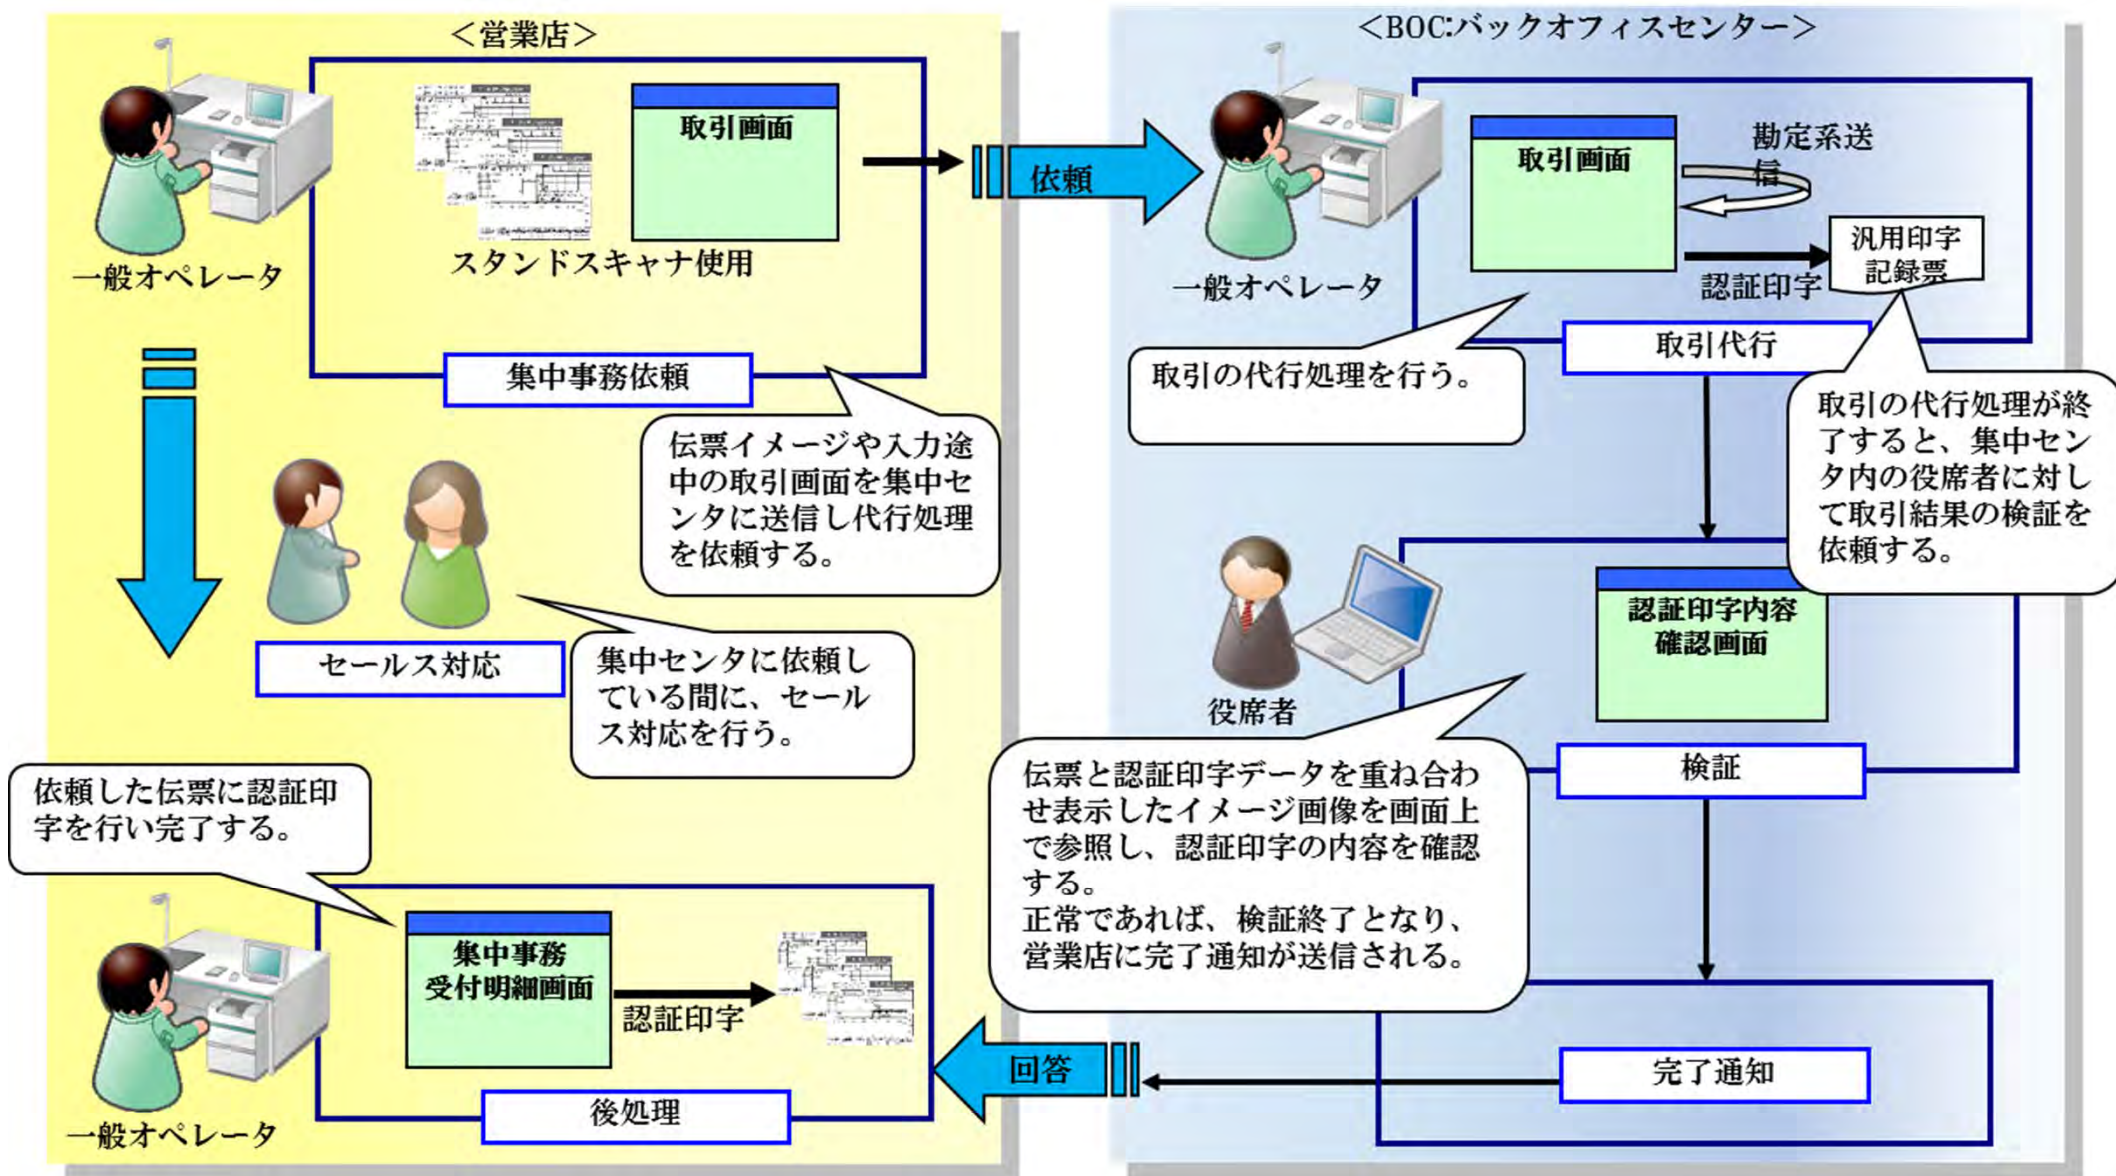 ＜営業店＞
取引画面
スタンドスキャナ使用
一般オペレータ
集中事務依頼
伝票イメージや入力途
中の取引画面を集中セ
ンタに送信し代行処理
を依頼する。
依頼
セールス対応
集中センタに依頼し
ている間に、セール
ス対応を行う。
依頼した伝票に認証印
字を行い完了する。
集中事務
受付明細画面
認証印字
後処理
一般オペレータ
＜BOC:バックオフィスセンター＞
取引画面
勘定系送
信
汎用印字
記録票
認証印字
一般オペレータ
取引代行
取引の代行処理を行う。
取引の代行処理が終
了すると、集中セン
タ内の役席者に対し
て取引結果の検証を
依頼する。
認証印字内容
確認画面
役席者
検証
伝票と認証印字データを重ね合わ
せ表示したイメージ画像を画面上
で参照し、認証印字の内容を確認
する。
正常であれば、検証終了となり、
営業店に完了通知が送信される。
完了通知
回答